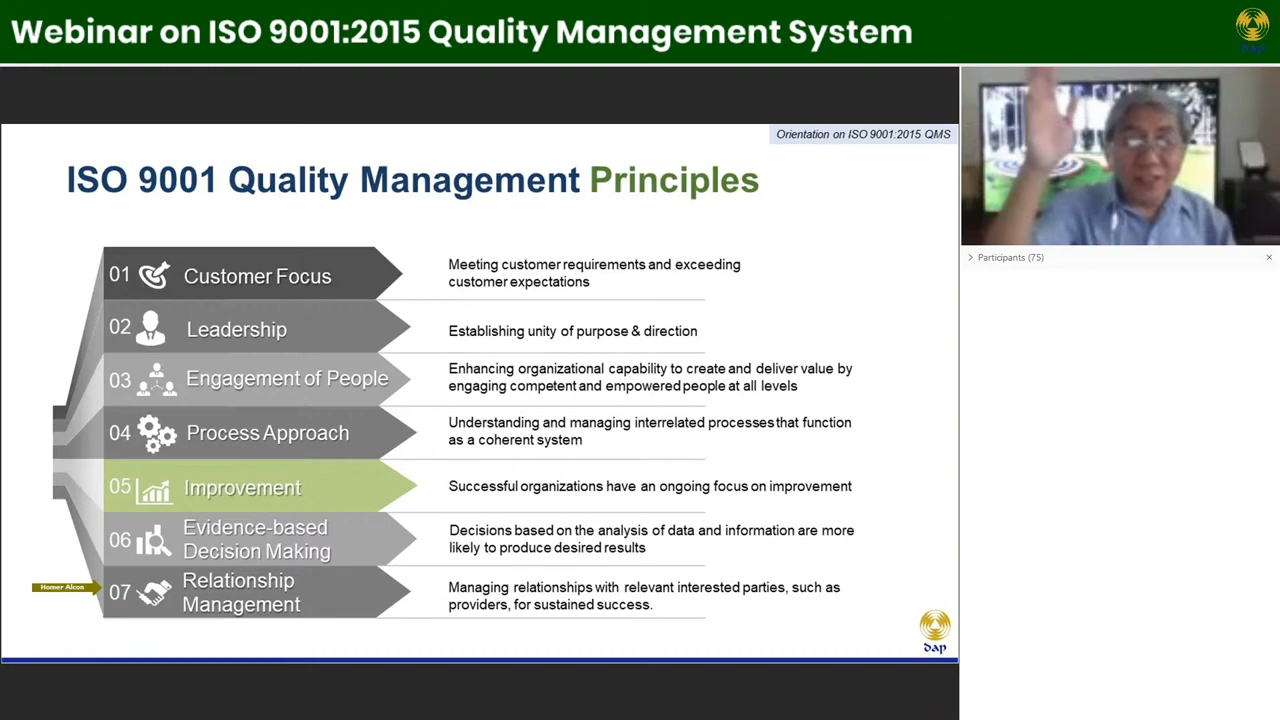 Webinar on ISO 9001:2015 Quality Management System
dap
Orientation on ISO 9001:2015 QMS
ISO 9001 Quality Management Principles
01 Customer Focus
Meeting customer requirements and exceeding
customer expectations
02 Leadership
Establishing unity of purpose & direction
03 Engagement of People
Enhancing organizational capability to create and deliver value by
engaging competent and empowered people at all levels
04 Process Approach
Understanding and managing interrelated processes that function
as a coherent system
05 Improvement
Successful organizations have an ongoing focus on improvement
06 Evidence-based
Decision Making
Decisions based on the analysis of data and information are more
likely to produce desired results
Homer Alcon
07 Relationship
Management
Managing relationships with relevant interested parties, such as
providers, for sustained success.
dap
Participants (75)